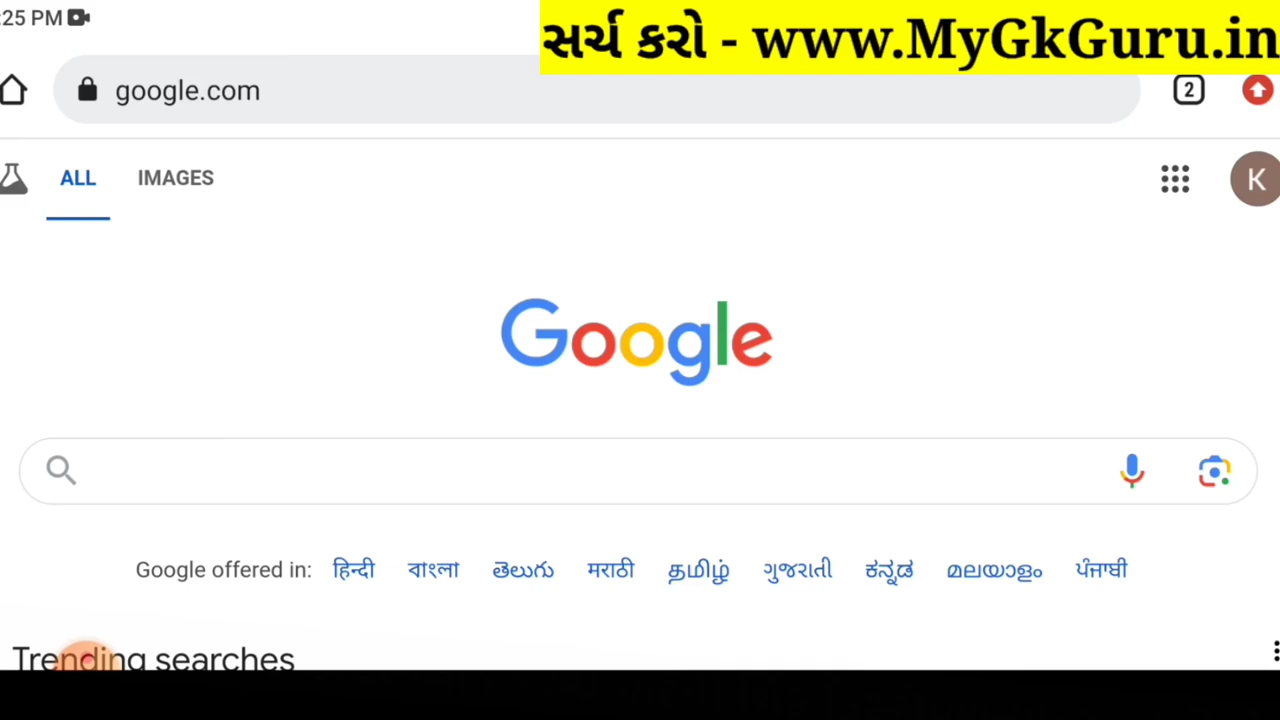 :25 PM
સર્ચ કરો - www.MyGkGuru.in
google.com
2
ALL IMAGES
K
Google
Google offered in: हिन्दी বাংলা తెలుగు मराठी தமிழ் ગુજરાતી ಕನ್ನಡ മലയാളം ਪੰਜਾਬੀ
Trending searches